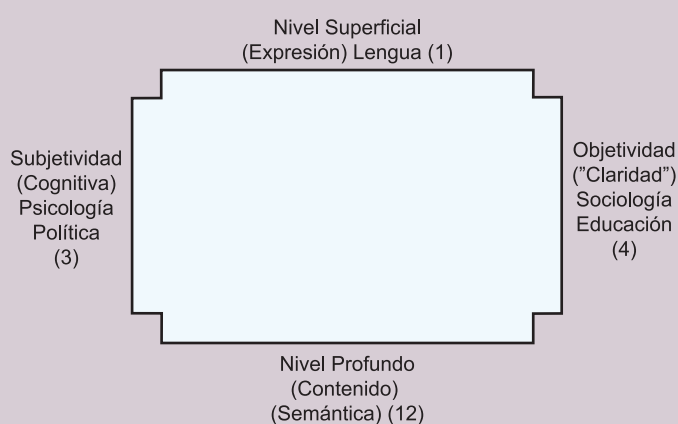 Nivel Superficial
(Expresión) Lengua (1)
Subjetividad
(Cognitiva)
Psicología
Política
(3)
Objetividad
(”Claridad”)
Sociología
Educación
(4)
Nivel Profundo
(Contenido)
(Semántica) (12)